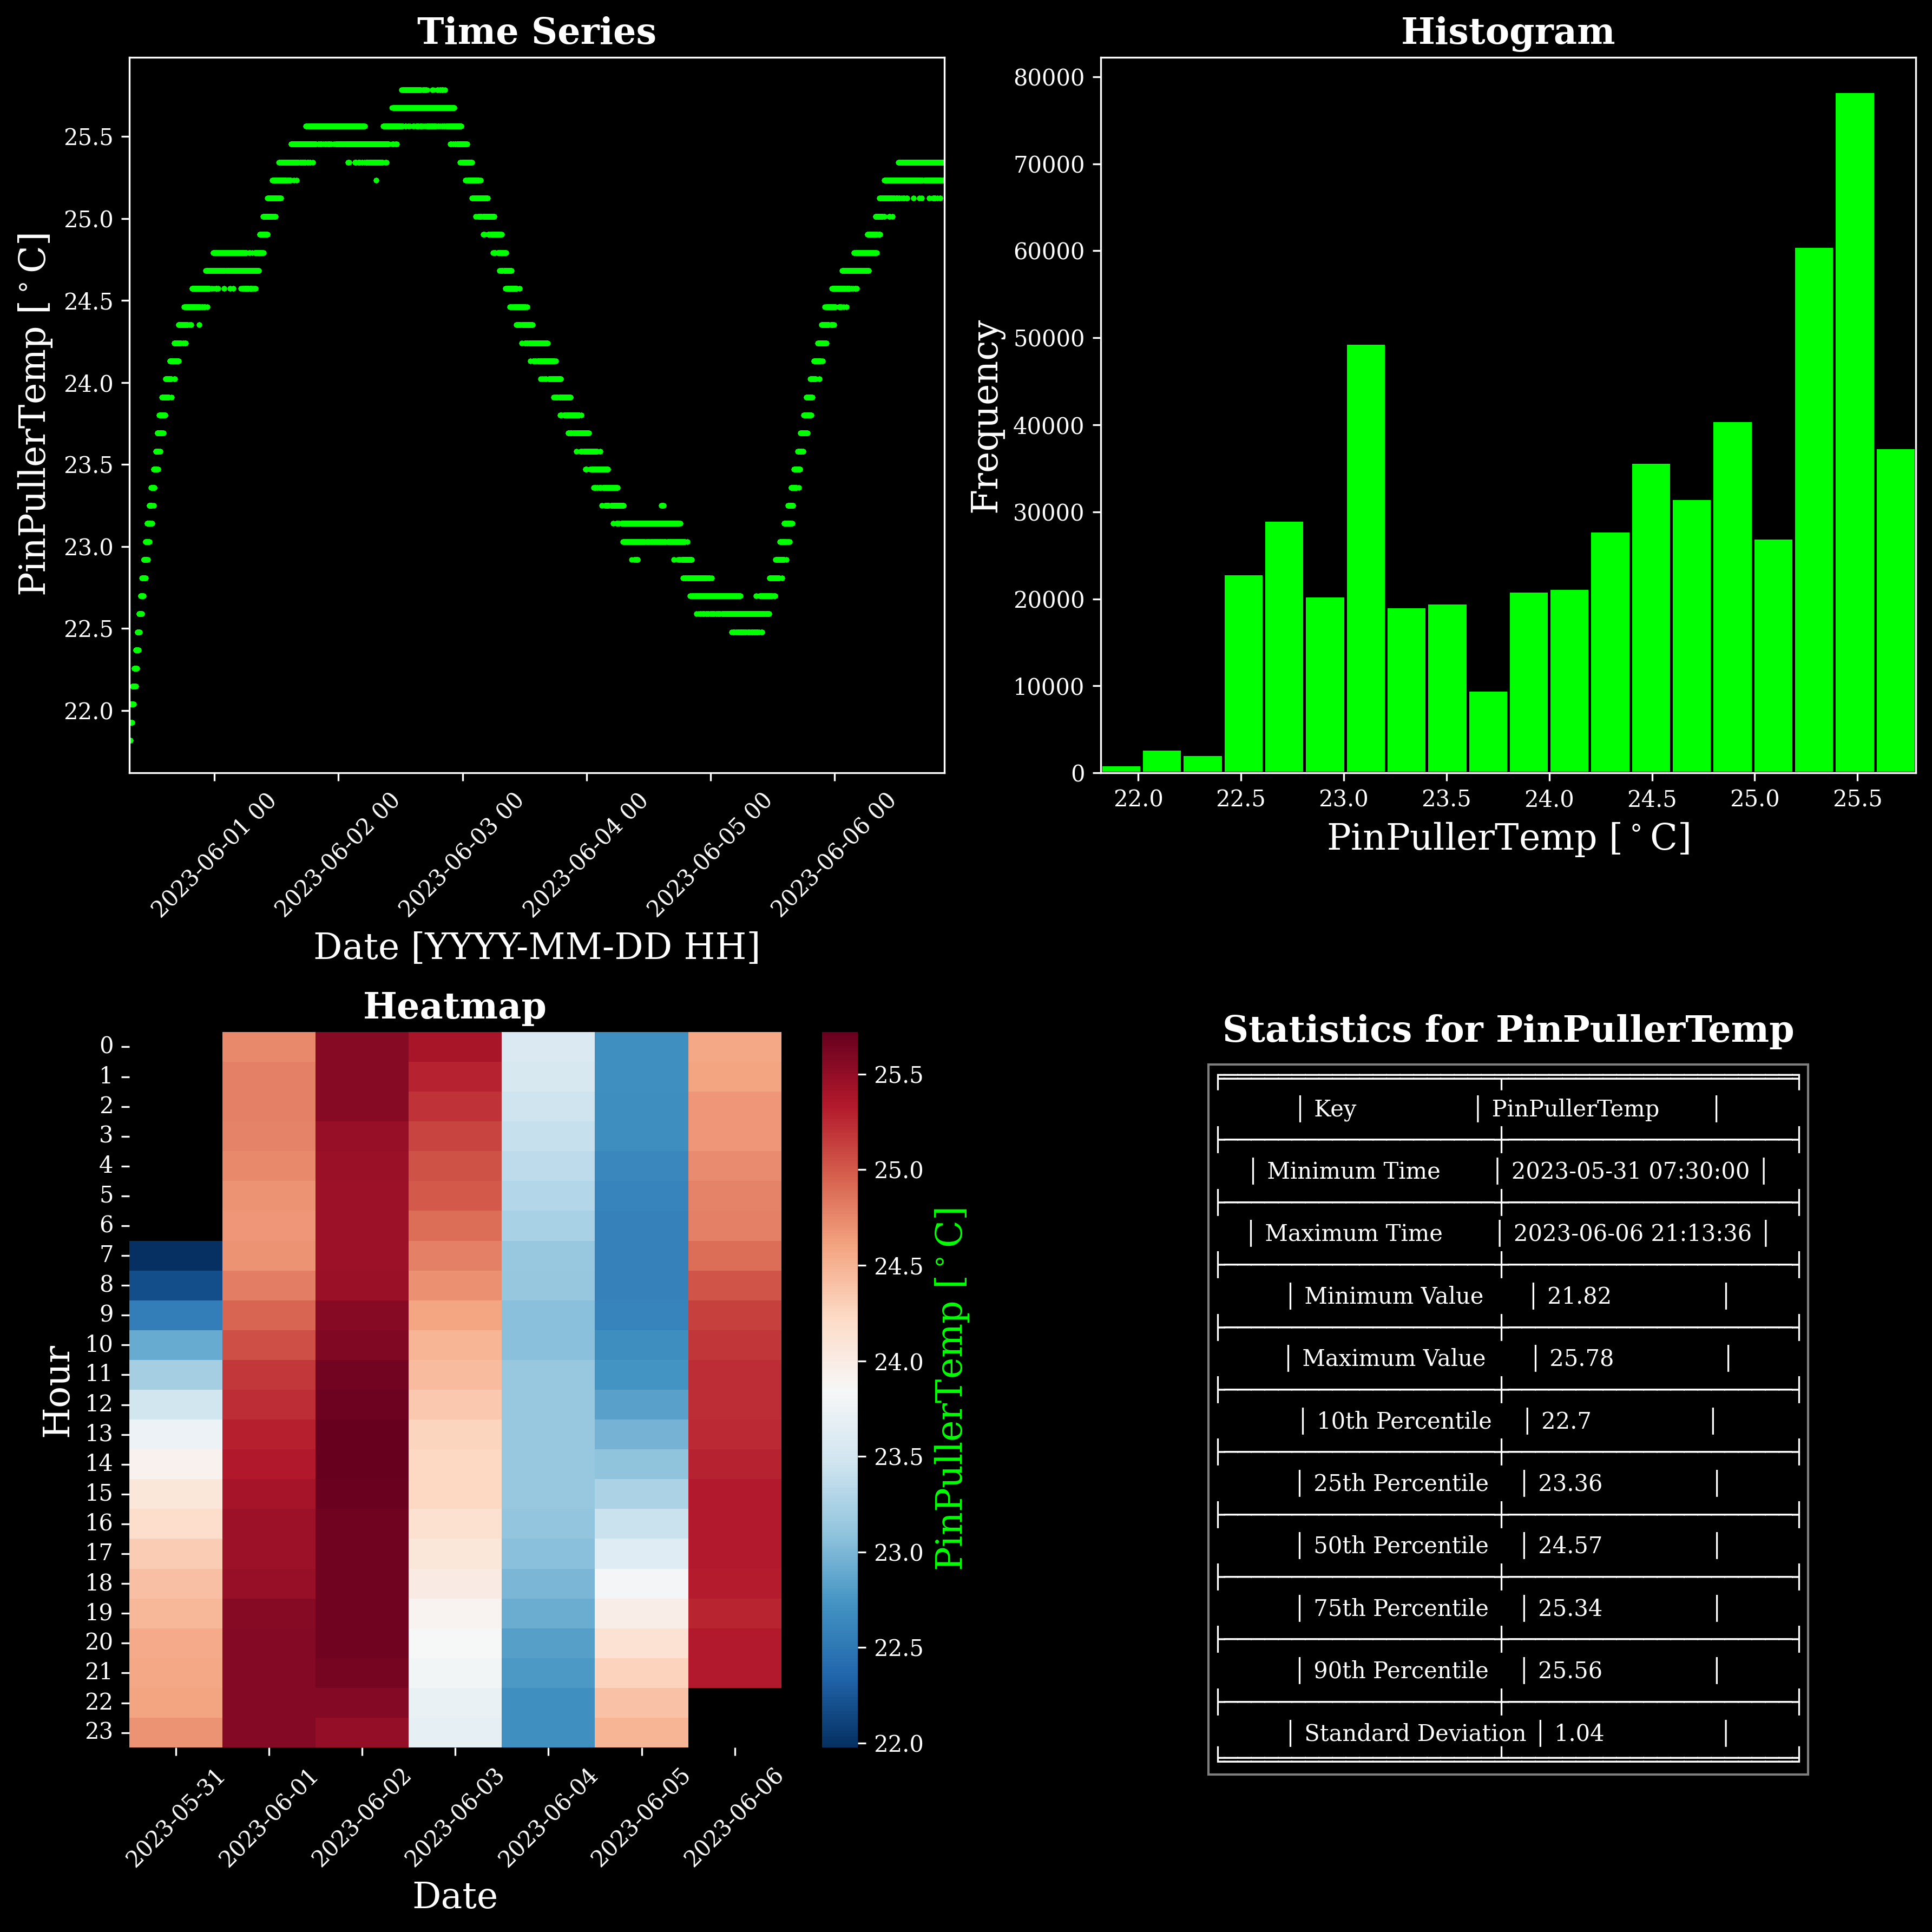 Time Series
25.5
25.0
24.5
24.0
23.5
23.0
22.5
22.0
PinPullerTemp [°C]
2023-06-01 00
2023-06-02 00
2023-06-03 00
2023-06-04 00
2023-06-05 00
2023-06-06 00
Date [YYYY-MM-DD HH]
Histogram
80000
70000
60000
50000
40000
30000
20000
10000
0
Frequency
22.0 22.5 23.0 23.5 24.0 24.5 25.0 25.5
PinPullerTemp [°C]
Heatmap
0
1
2
3
4
5
6
7
8
9
10
11
12
13
14
15
16
17
18
19
20
21
22
23
Hour
2023-05-31
2023-06-01
2023-06-02
2023-06-03
2023-06-04
2023-06-05
2023-06-06
Date
25.5
25.0
24.5
24.0
23.5
23.0
22.5
22.0
PinPullerTemp [°C]
Statistics for PinPullerTemp
| Key | PinPullerTemp |
| Minimum Time | 2023-05-31 07:30:00 |
| Maximum Time | 2023-06-06 21:13:36 |
| Minimum Value | 21.82 |
| Maximum Value | 25.78 |
| 10th Percentile | 22.7 |
| 25th Percentile | 23.36 |
| 50th Percentile | 24.57 |
| 75th Percentile | 25.34 |
| 90th Percentile | 25.56 |
| Standard Deviation | 1.04 |